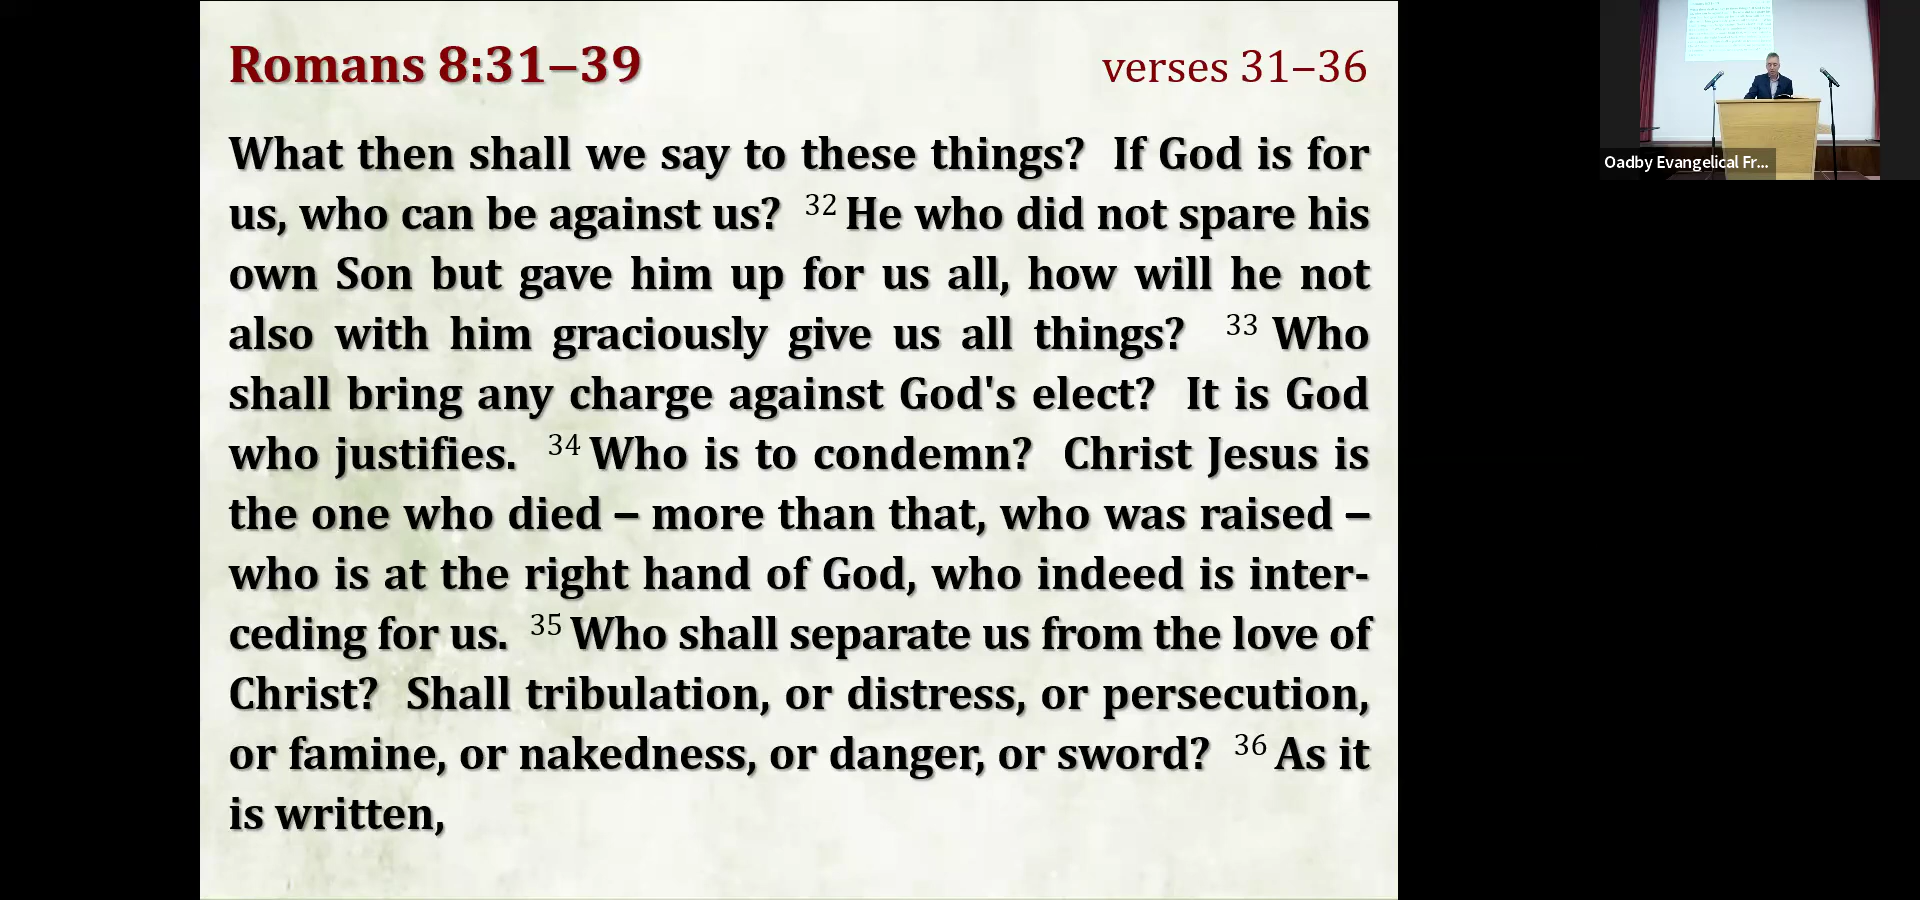 Romans 8:31–39
verses 31–36
What then shall we say to these things? If God is for
us, who can be against us? 32 He who did not spare his
own Son but gave him up for us all, how will he not
also with him graciously give us all things? 33 Who
shall bring any charge against God's elect? It is God
who justifies. 34 Who is to condemn? Christ Jesus is
the one who died – more than that, who was raised –
who is at the right hand of God, who indeed is inter-
ceding for us. 35 Who shall separate us from the love of
Christ? Shall tribulation, or distress, or persecution,
or famine, or nakedness, or danger, or sword? 36 As it
is written,
Oadby Evangelical Fr...